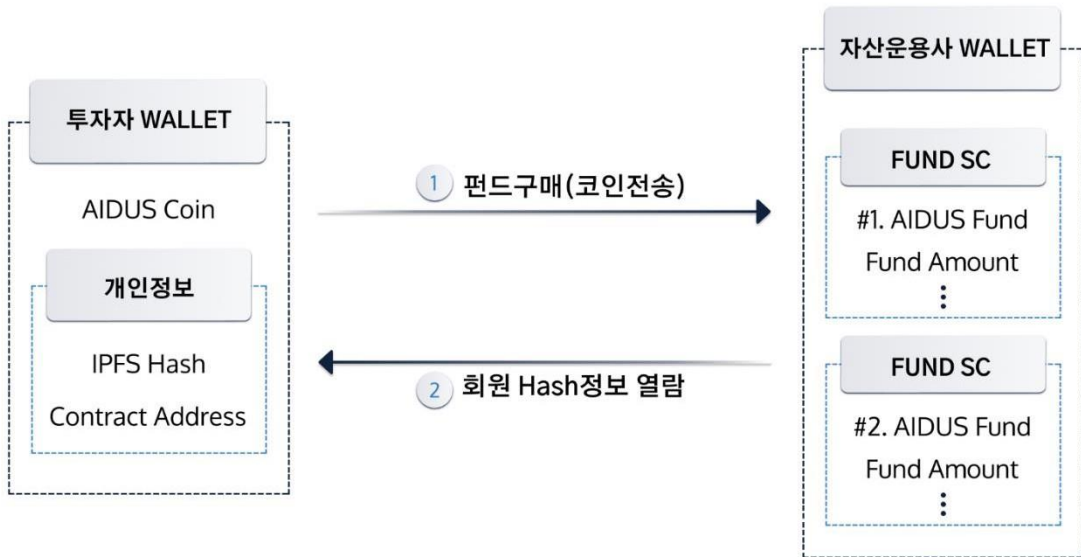 투자자 WALLET
AIDUS Coin
개인정보
IPFS Hash
Contract Address
1 펀드구매(코인전송)
2 회원 Hash정보 열람
자산운용사 WALLET
FUND SC
#1. AIDUS Fund
Fund Amount
FUND SC
#2. AIDUS Fund
Fund Amount